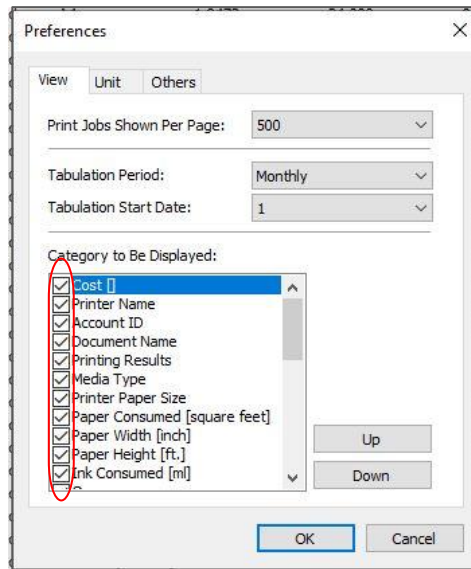 Preferences
View Unit Others
Print Jobs Shown Per Page: 500
Tabulation Period: Monthly
Tabulation Start Date: 1
Category to Be Displayed:
Cost []
Printer Name
Account ID
Document Name
Printing Results
Media Type
Printer Paper Size
Paper Consumed [square feet]
Paper Width [inch]
Paper Height [ft.]
Ink Consumed [ml]
Up
Down
OK Cancel